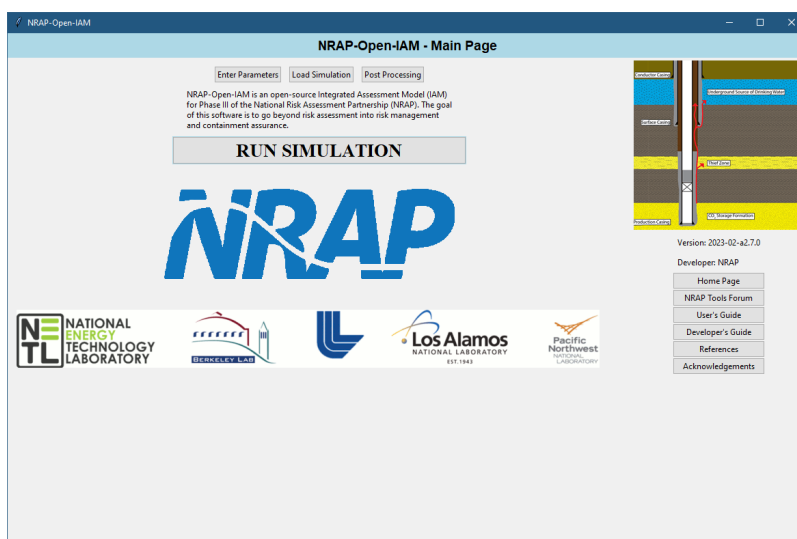 NRAP-Open-IAM
NRAP-Open-IAM - Main Page
Enter Parameters
Load Simulation
Post Processing
NRAP-Open-IAM is an open-source Integrated Assessment Model (IAM)
for Phase III of the National Risk Assessment Partnership (NRAP). The goal
of this software is to go beyond risk assessment into risk management
and containment assurance.
RUN SIMULATION
NRAP
NETL
NATIONAL
ENERGY
TECHNOLOGY
LABORATORY
BERKELEY LAB
Los Alamos
NATIONAL LABORATORY
EST. 1943
Pacific
Northwest
NATIONAL
LABORATORY
Conductor Casing
Underground Source of Drinking Water
Surface Casing
Thief Zone
CO₂ Storage Formation
Production Casing
Version: 2023-02-a2.7.0
Developer: NRAP
Home Page
NRAP Tools Forum
User's Guide
Developer's Guide
References
Acknowledgements